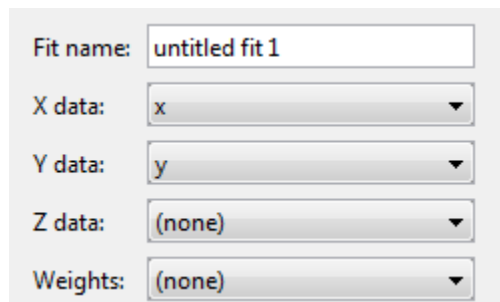 Fit name: untitled fit 1
X data: x
Y data: y
Z data: (none)
Weights: (none)